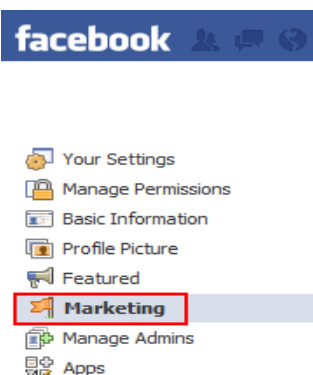 facebook
Your Settings
Manage Permissions
Basic Information
Profile Picture
Featured
Marketing
Manage Admins
Apps